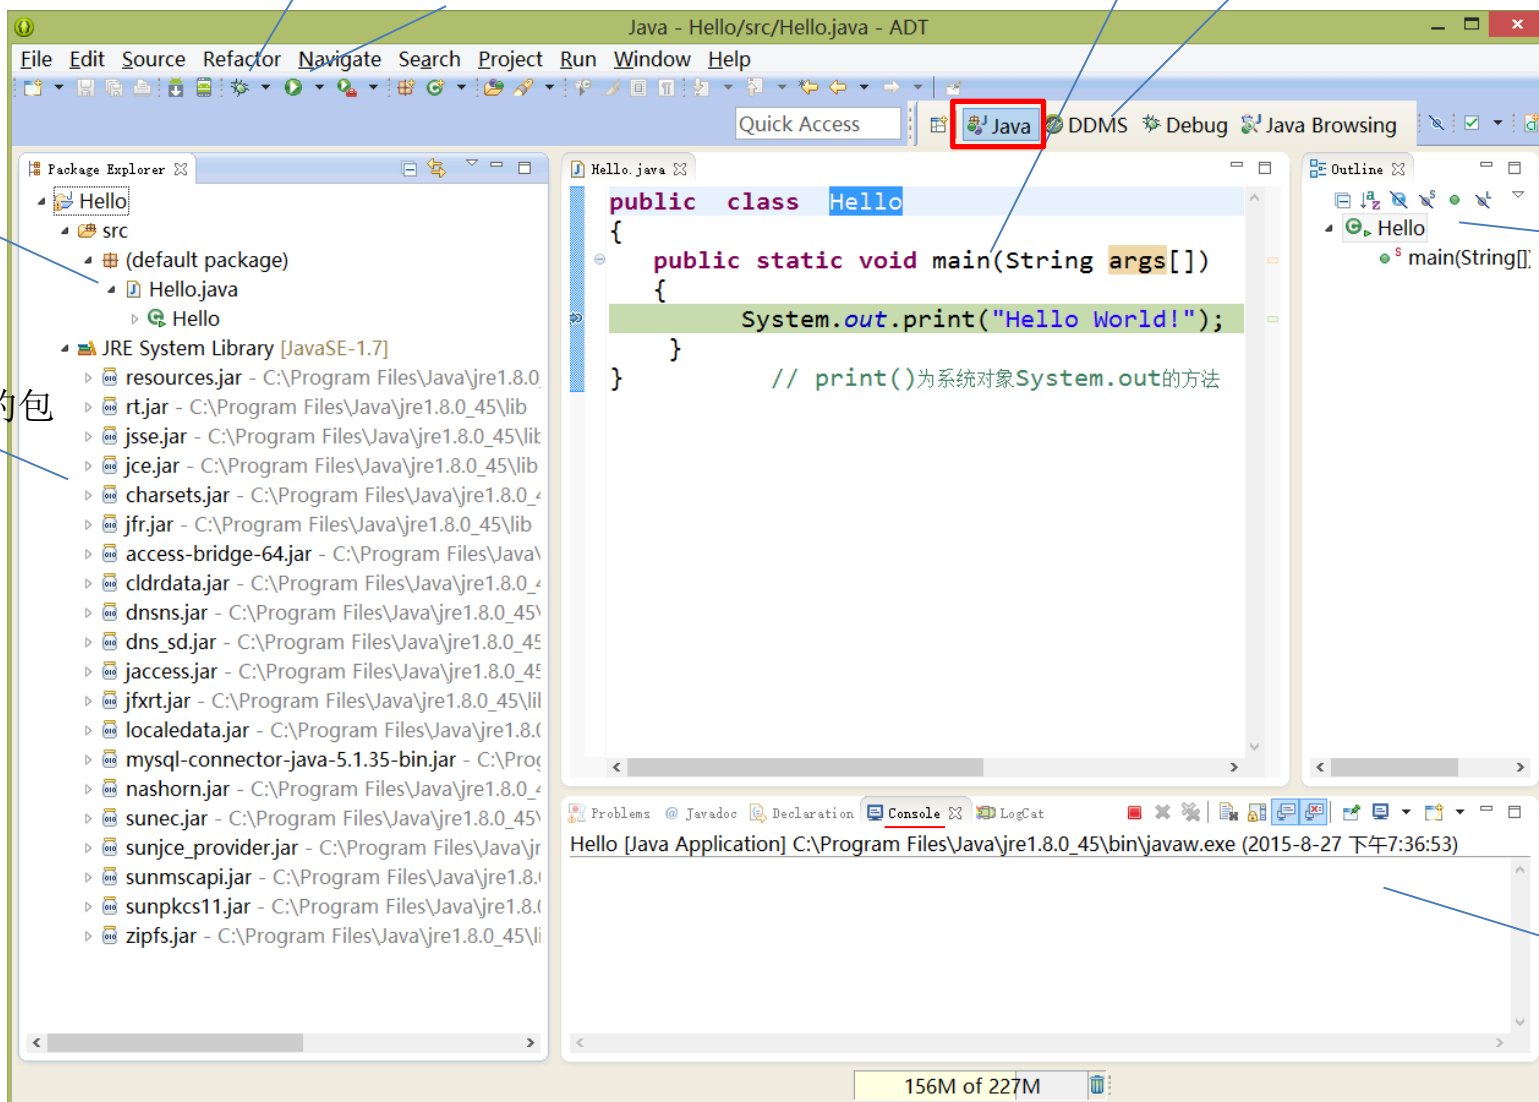 Java - Hello/src/Hello.java - ADT
File Edit Source Refactor Navigate Search Project Run Window Help
Quick Access
Java DDMS Debug Java Browsing
Package Explorer
Hello
src
(default package)
Hello.java
Hello
JRE System Library [JavaSE-1.7]
resources.jar - C:\Program Files\Java\jre1.8.0
rt.jar - C:\Program Files\Java\jre1.8.0_45\lib
的包
jsse.jar - C:\Program Files\Java\jre1.8.0_45\lib
jce.jar - C:\Program Files\Java\jre1.8.0_45\lib
charsets.jar - C:\Program Files\Java\jre1.8.0_4
jfr.jar - C:\Program Files\Java\jre1.8.0_45\lib
access-bridge-64.jar - C:\Program Files\Java\
cldrdata.jar - C:\Program Files\Java\jre1.8.0_4
dnsns.jar - C:\Program Files\Java\jre1.8.0_45\
dns_sd.jar - C:\Program Files\Java\jre1.8.0_45
jaccess.jar - C:\Program Files\Java\jre1.8.0_45
jfxrt.jar - C:\Program Files\Java\jre1.8.0_45\lil
localedata.jar - C:\Program Files\Java\jre1.8.(
mysql-connector-java-5.1.35-bin.jar - C:\Prog
nashorn.jar - C:\Program Files\Java\jre1.8.0_4
sunec.jar - C:\Program Files\Java\jre1.8.0_45\
sunjce_provider.jar - C:\Program Files\Java\jr
sunmscapi.jar - C:\Program Files\Java\jre1.8.(
sunpkcs11.jar - C:\Program Files\Java\jre1.8.(
zipfs.jar - C:\Program Files\Java\jre1.8.0_45\li
Hello.java
public class Hello
{
public static void main(String args[])
{
System.out.print("Hello World!");
}
} // print()为系统对象System.out的方法
Outline
Hello
main(String[])
Problems @ Javadoc Declaration Console LogCat
Hello [Java Application] C:\Program Files\Java\jre1.8.0_45\bin\javaw.exe (2015-8-27 下午7:36:53)
156M of 227M